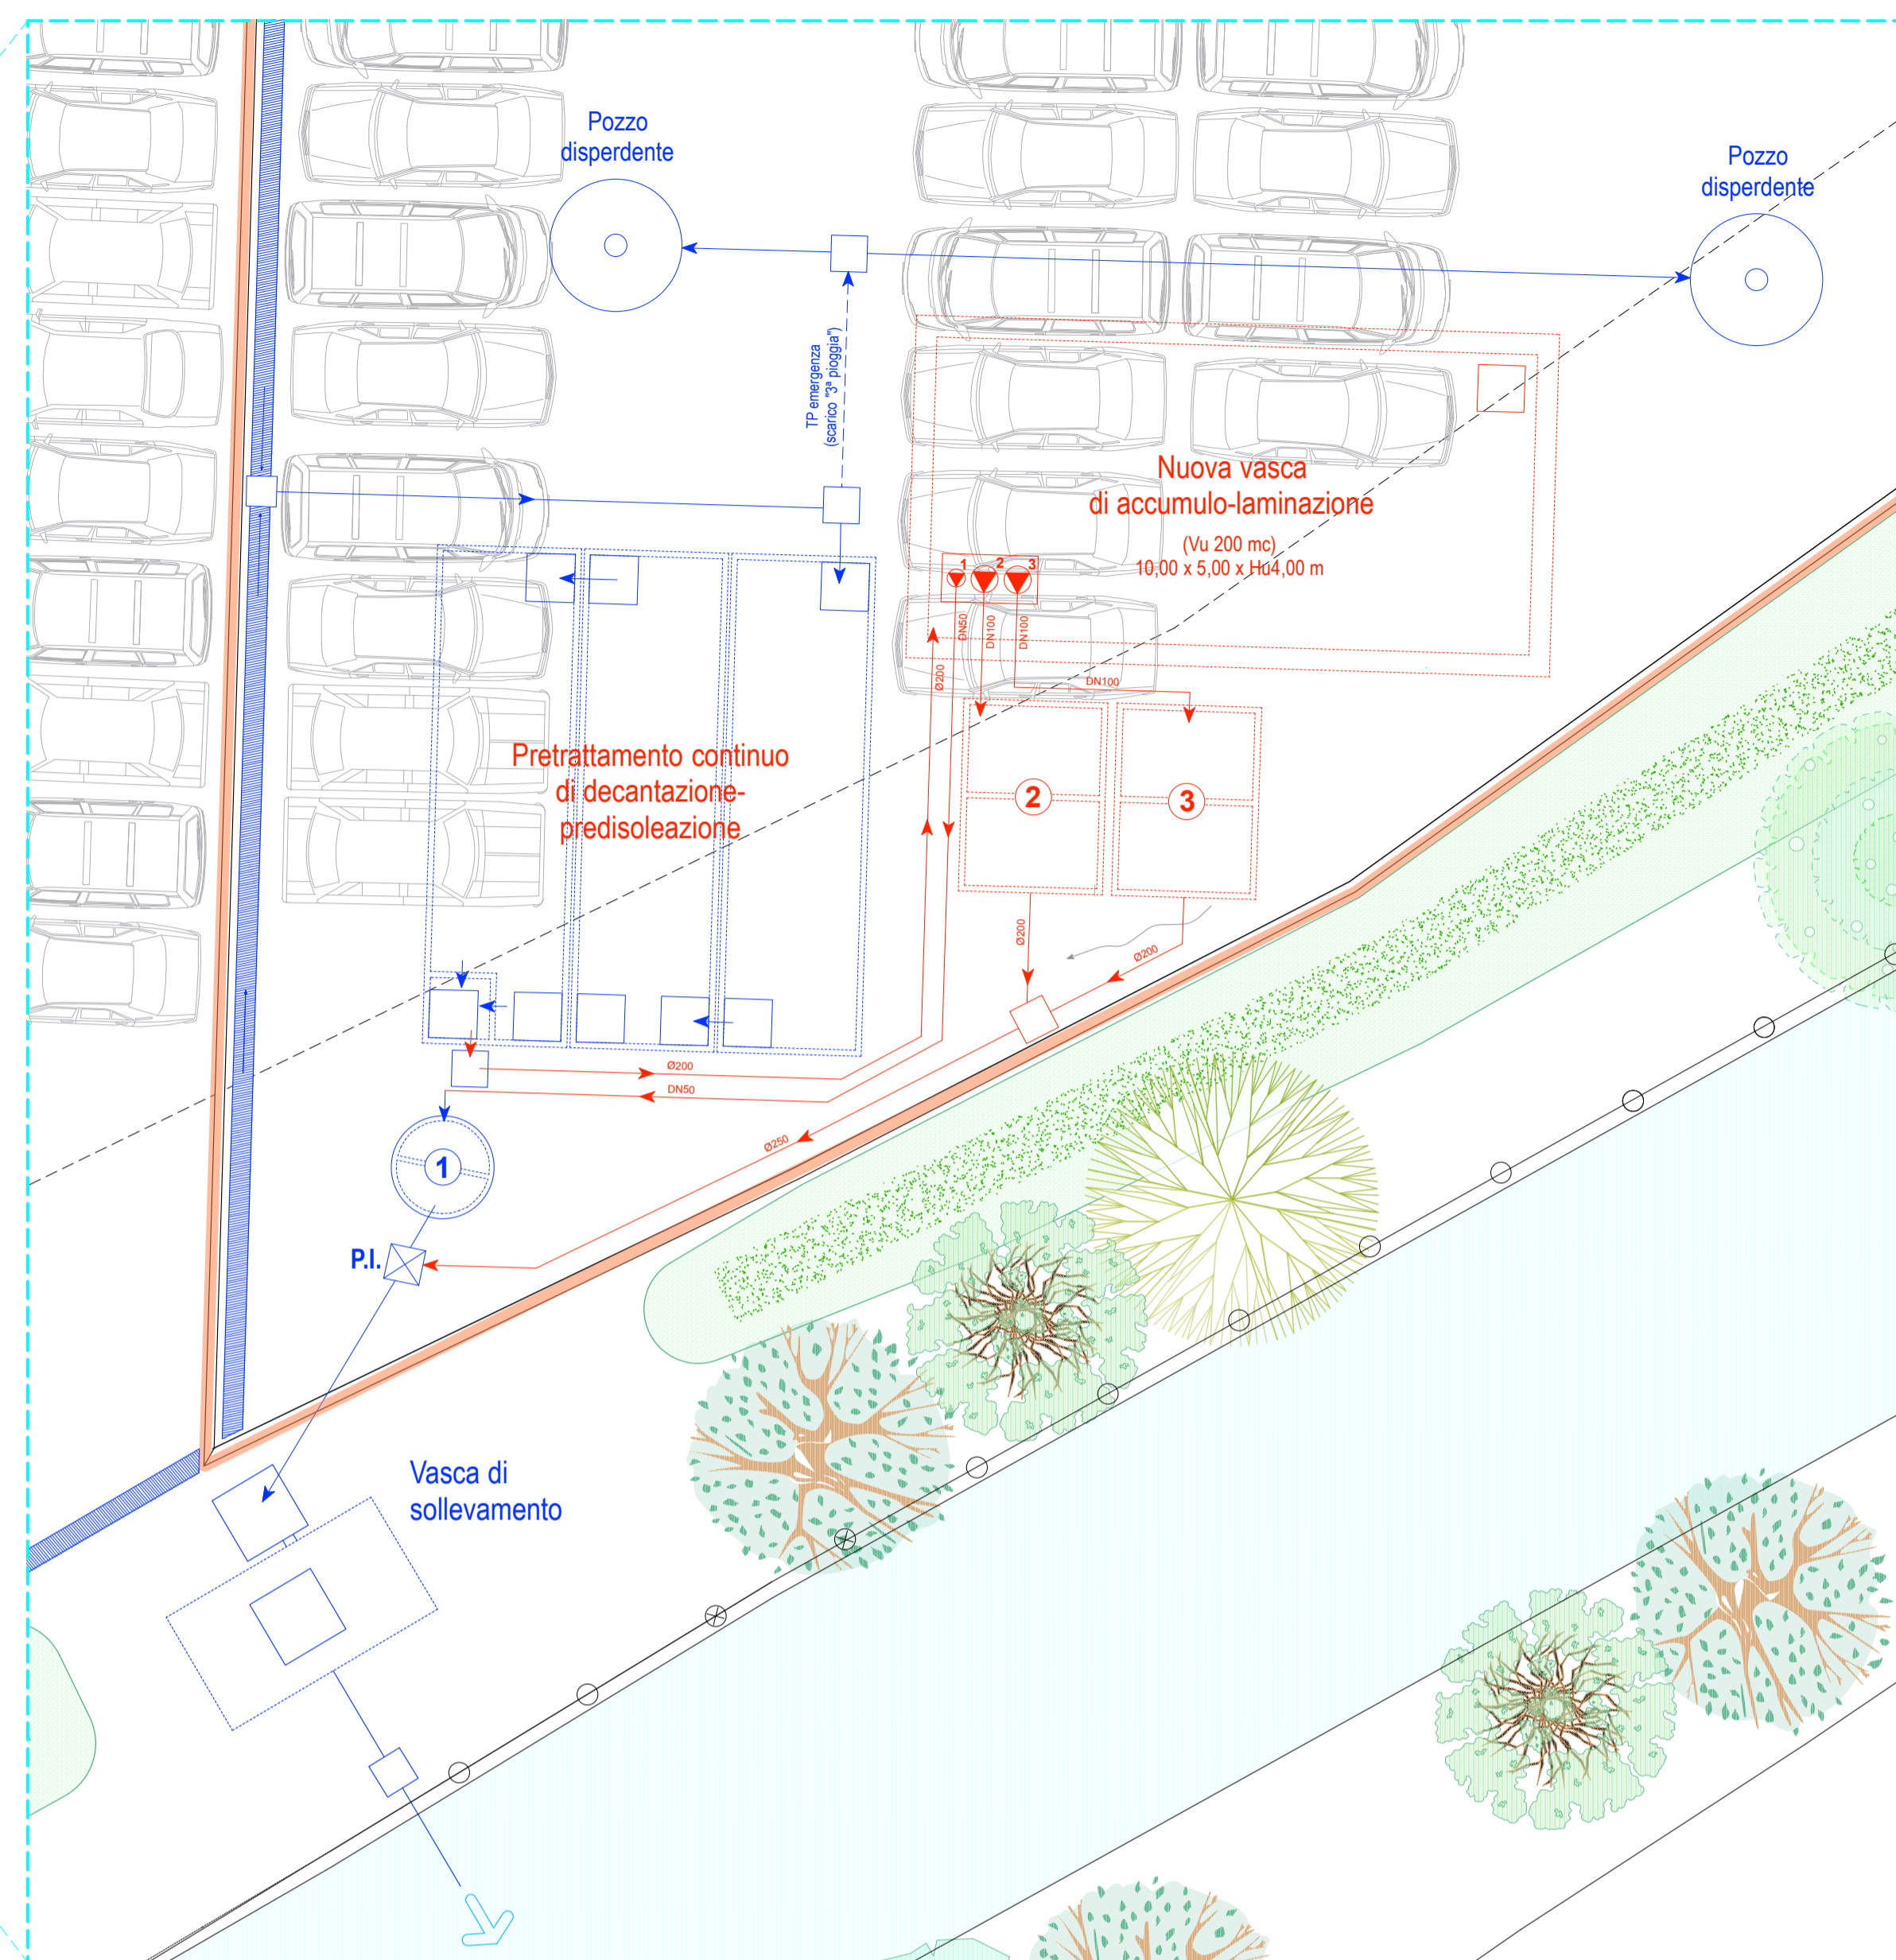 Pozzo
disperdente
Pozzo
disperdente
TP emergenza
(scarico "3ª pioggia")
Nuova vasca
di accumulo-laminazione
(Vu 200 mc)
10,00 x 5,00 x Hu4,00 m
1
2
3
DN50
DN100
DN100
Ø200
DN100
Pretrattamento continuo
di decantazione-
predisoleazione
2
3
Ø200
Ø200
Ø200
DN50
Ø250
1
P.I.
Vasca di
sollevamento